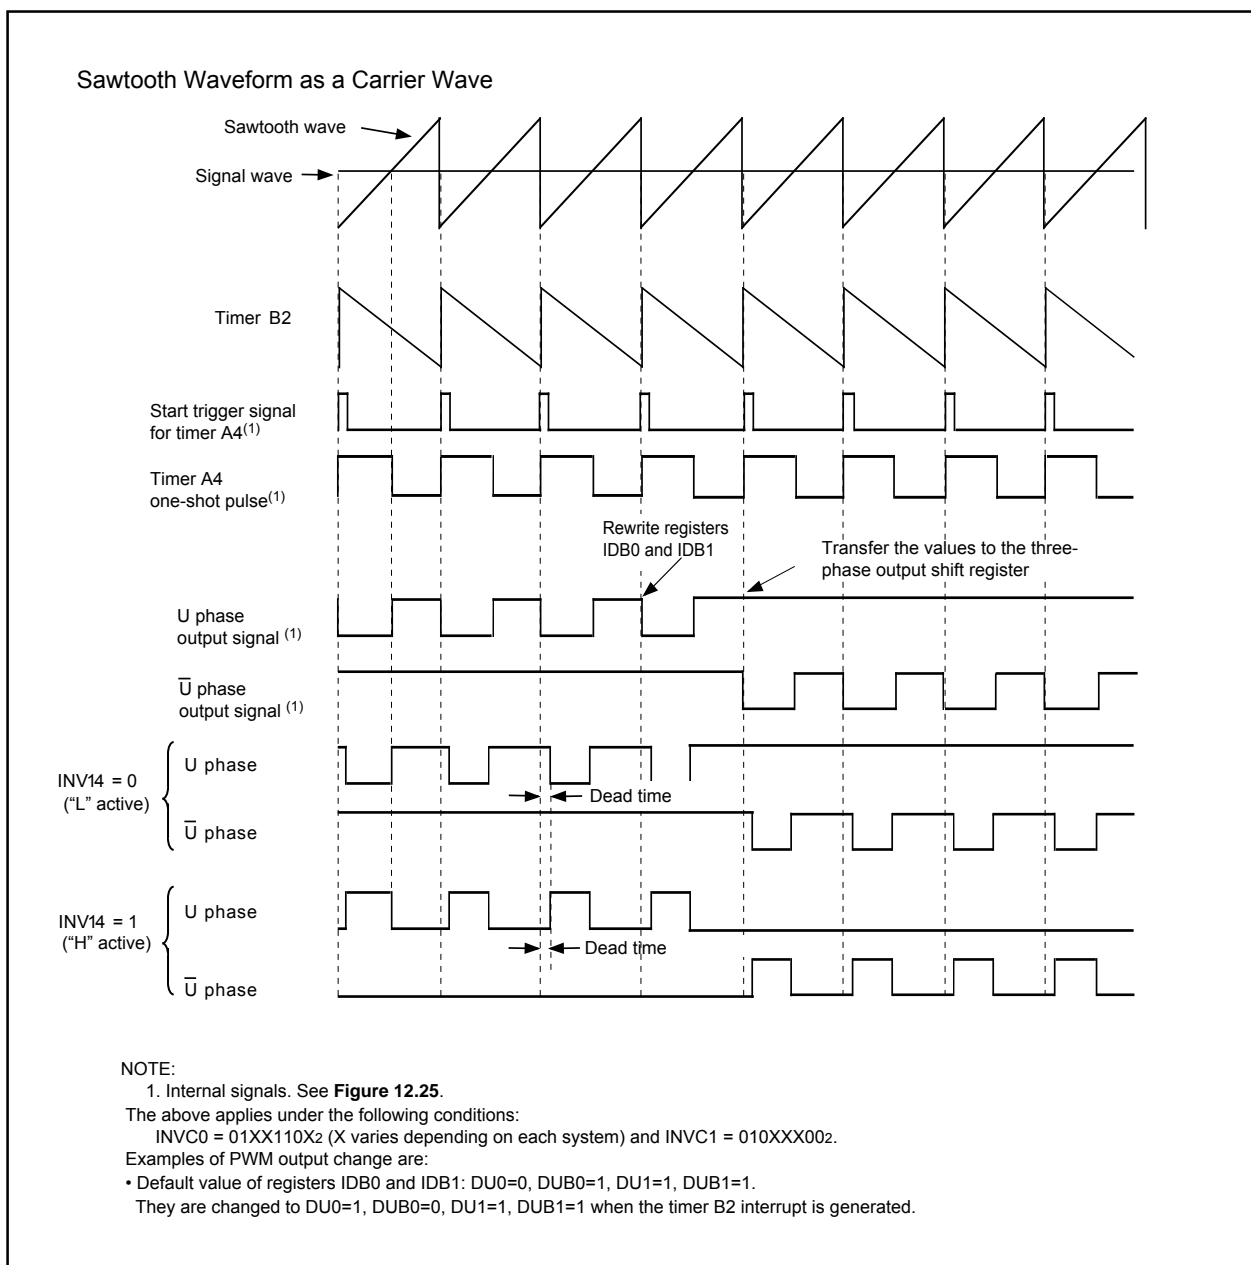 Sawtooth Waveform as a Carrier Wave
Sawtooth wave
Signal wave
Timer B2
Start trigger signal
for timer A4(1)
Timer A4
one-shot pulse(1)
Rewrite registers
IDB0 and IDB1
Transfer the values to the three-
phase output shift register
U phase
output signal (1)
U̅ phase
output signal (1)
INV14 = 0
(“L” active)
U phase
Dead time
U̅ phase
INV14 = 1
(“H” active)
U phase
Dead time
U̅ phase
NOTE:
1. Internal signals. See Figure 12.25.
The above applies under the following conditions:
INVC0 = 01XX110X2 (X varies depending on each system) and INVC1 = 010XXX002.
Examples of PWM output change are:
• Default value of registers IDB0 and IDB1: DU0=0, DUB0=1, DU1=1, DUB1=1.
They are changed to DU0=1, DUB0=0, DU1=1, DUB1=1 when the timer B2 interrupt is generated.